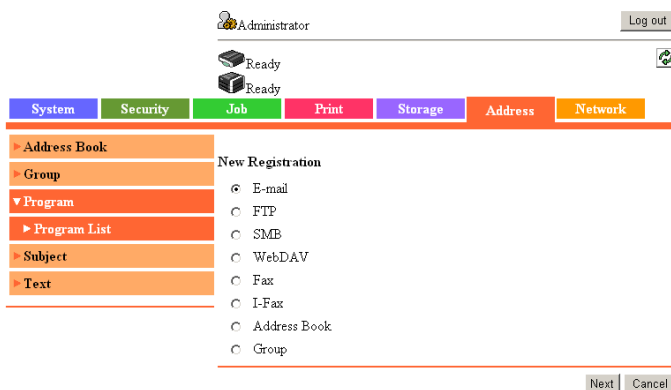 Administrator
Log out
Ready
Ready
System Security Job Print Storage Address Network
Address Book
Group
Program
Program List
Subject
Text
New Registration
E-mail
FTP
SMB
WebDAV
Fax
I-Fax
Address Book
Group
Next Cancel